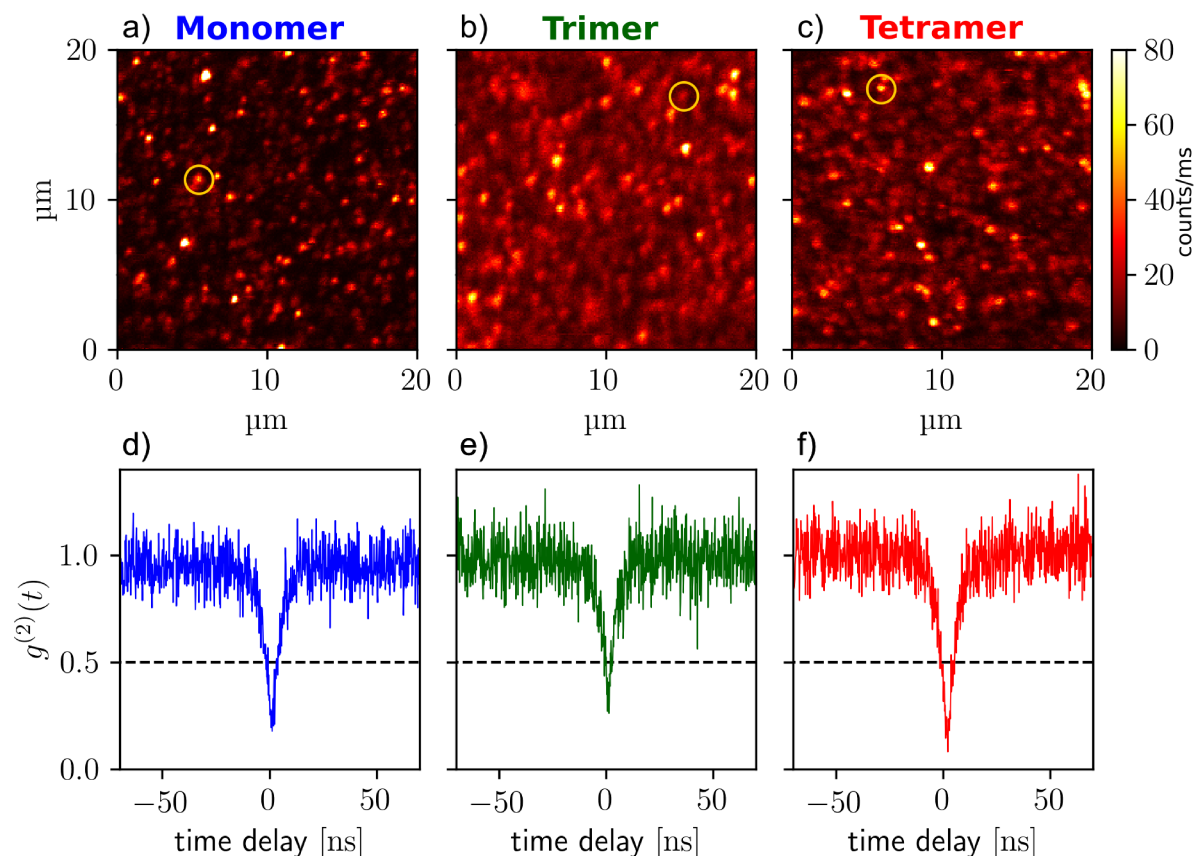 a) Monomer
b) Trimer
c) Tetramer
20
10
0
µm
0 10 20
µm
0 10 20
µm
0 10 20
µm
80
60
40
20
0
counts/ms
d)
e)
f)
1.0
0.5
0.0
g(2)(t)
−50 0 50
time delay [ns]
−50 0 50
time delay [ns]
−50 0 50
time delay [ns]